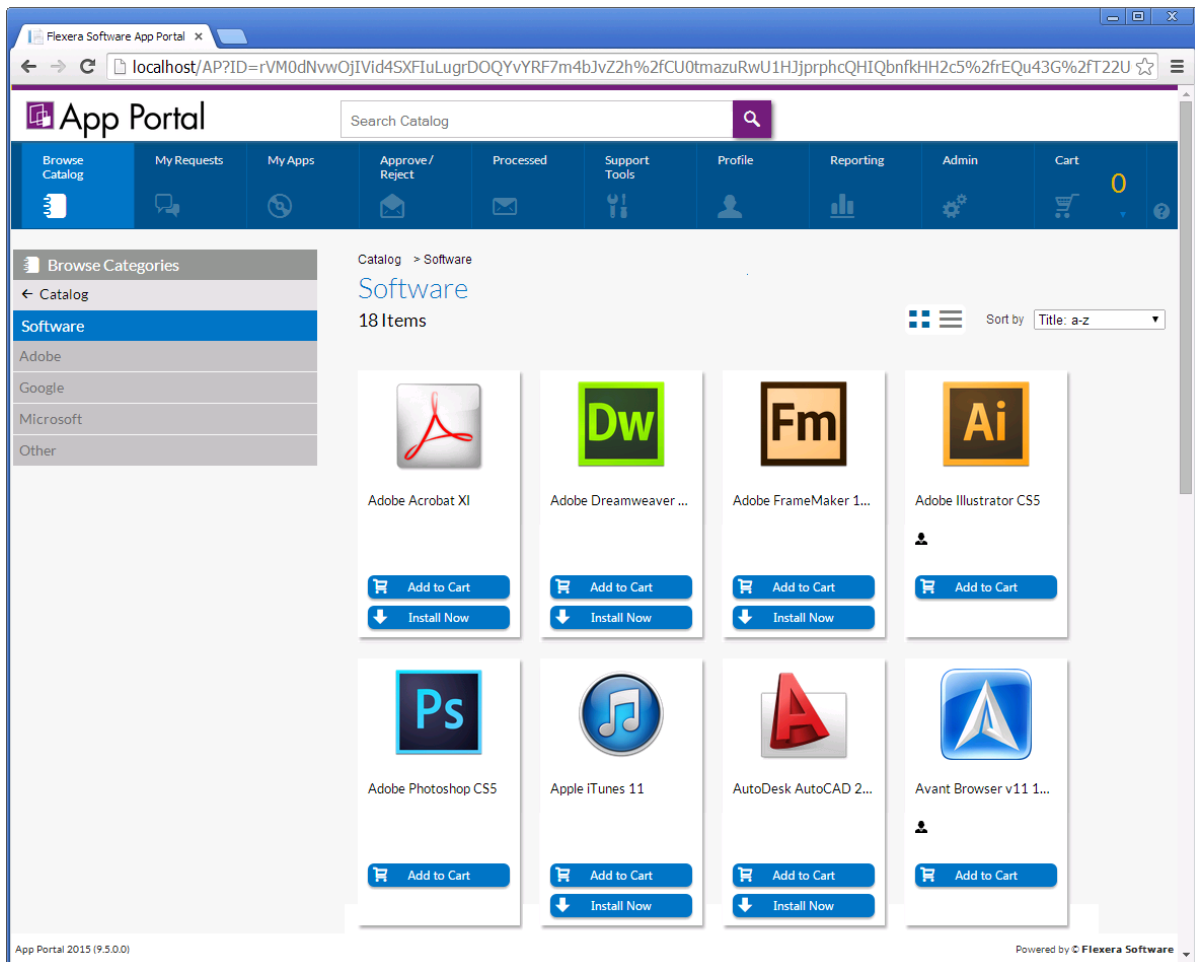 Flexera Software App Portal
localhost/AP?ID=rVM0dNvwOjIVid4SXFIuLugrDOQYvYRF7m4bJvZ2h%2fCU0tmazuRwU1HJjprphcQHIQbnfkHH2c5%2frEQu43G%2fT22U
App Portal
Search Catalog
Browse Catalog
My Requests
My Apps
Approve/ Reject
Processed
Support Tools
Profile
Reporting
Admin
Cart
0
?
Browse Categories
← Catalog
Software
Adobe
Google
Microsoft
Other
Catalog > Software
Software
18 Items
Sort by Title: a-z
Dw
Fm
Ai
Adobe Acrobat XI
Adobe Dreamweaver ...
Adobe FrameMaker 1...
Adobe Illustrator CS5
Add to Cart
Add to Cart
Add to Cart
Add to Cart
Install Now
Install Now
Install Now
Ps
Adobe Photoshop CS5
Apple iTunes 11
AutoDesk AutoCAD 2...
Avant Browser v11 1...
Add to Cart
Add to Cart
Add to Cart
Add to Cart
Install Now
Install Now
App Portal 2015 (9.5.0.0)
Powered by © Flexera Software